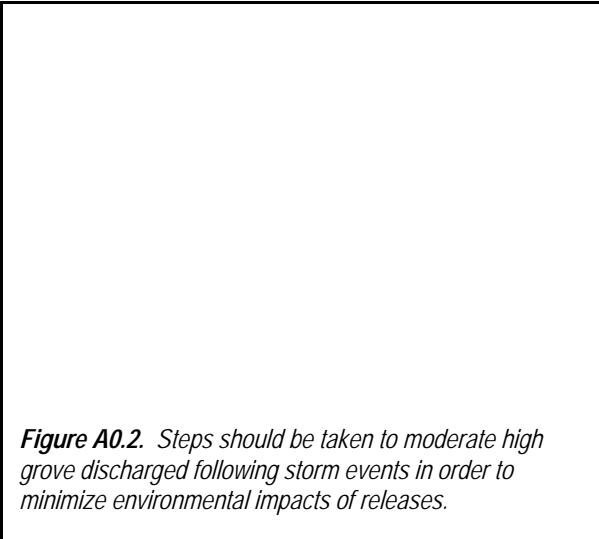 Figure A0.2. Steps should be taken to moderate high
grove discharged following storm events in order to
minimize environmental impacts of releases.